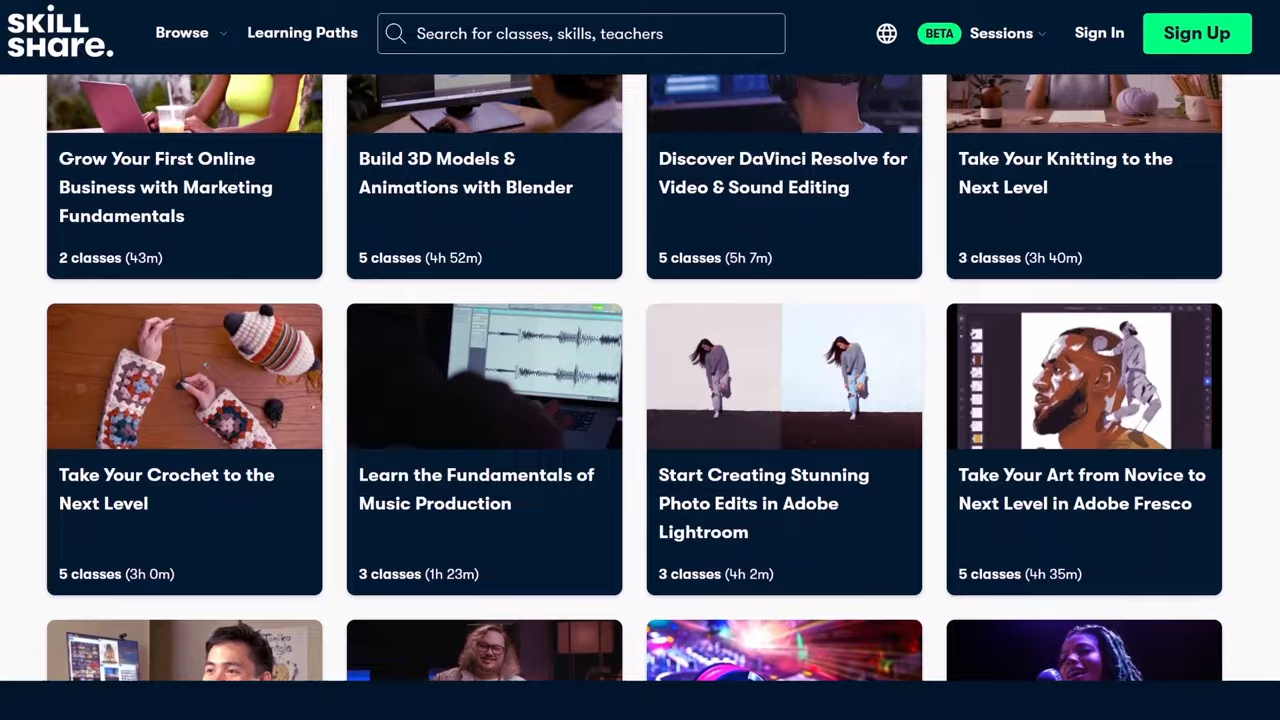 SKiLL
SHare.
Browse
Learning Paths
Search for classes, skills, teachers
BETA
Sessions
Sign In
Sign Up
Grow Your First Online
Business with Marketing
Fundamentals
2 classes (43m)
Build 3D Models &
Animations with Blender
5 classes (4h 52m)
Discover DaVinci Resolve for
Video & Sound Editing
5 classes (5h 7m)
Take Your Knitting to the
Next Level
3 classes (3h 40m)
Take Your Crochet to the
Next Level
5 classes (3h 0m)
Learn the Fundamentals of
Music Production
3 classes (1h 23m)
Start Creating Stunning
Photo Edits in Adobe
Lightroom
3 classes (4h 2m)
Take Your Art from Novice to
Next Level in Adobe Fresco
5 classes (4h 35m)